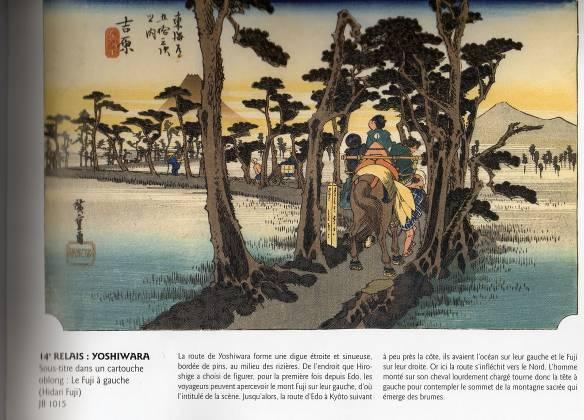 東海道
五拾三次
之内
吉原
廣重画
14e RELAIS : YOSHIWARA
Sous-titre dans un cartouche
oblong : Le Fuji à gauche
(Hidari Fuji)
JB 1015
La route de Yoshiwara forme une digue étroite et sinueuse,
bordée de pins, au milieu des rizières. De l'endroit que Hiro-
shige a choisi de figurer, pour la première fois depuis Edo, les
voyageurs peuvent apercevoir le mont Fuji sur leur gauche, d'où
l'intitulé de la scène. Jusqu'alors, la route d'Edo à Kyôto suivant
à peu près la côte, ils avaient l'océan sur leur gauche et le Fuji
sur leur droite. Or ici la route s'infléchit vers le Nord. L'homme
monté sur son cheval lourdement chargé tourne donc la tête à
gauche pour contempler le sommet de la montagne sacrée qui
émerge des brumes.